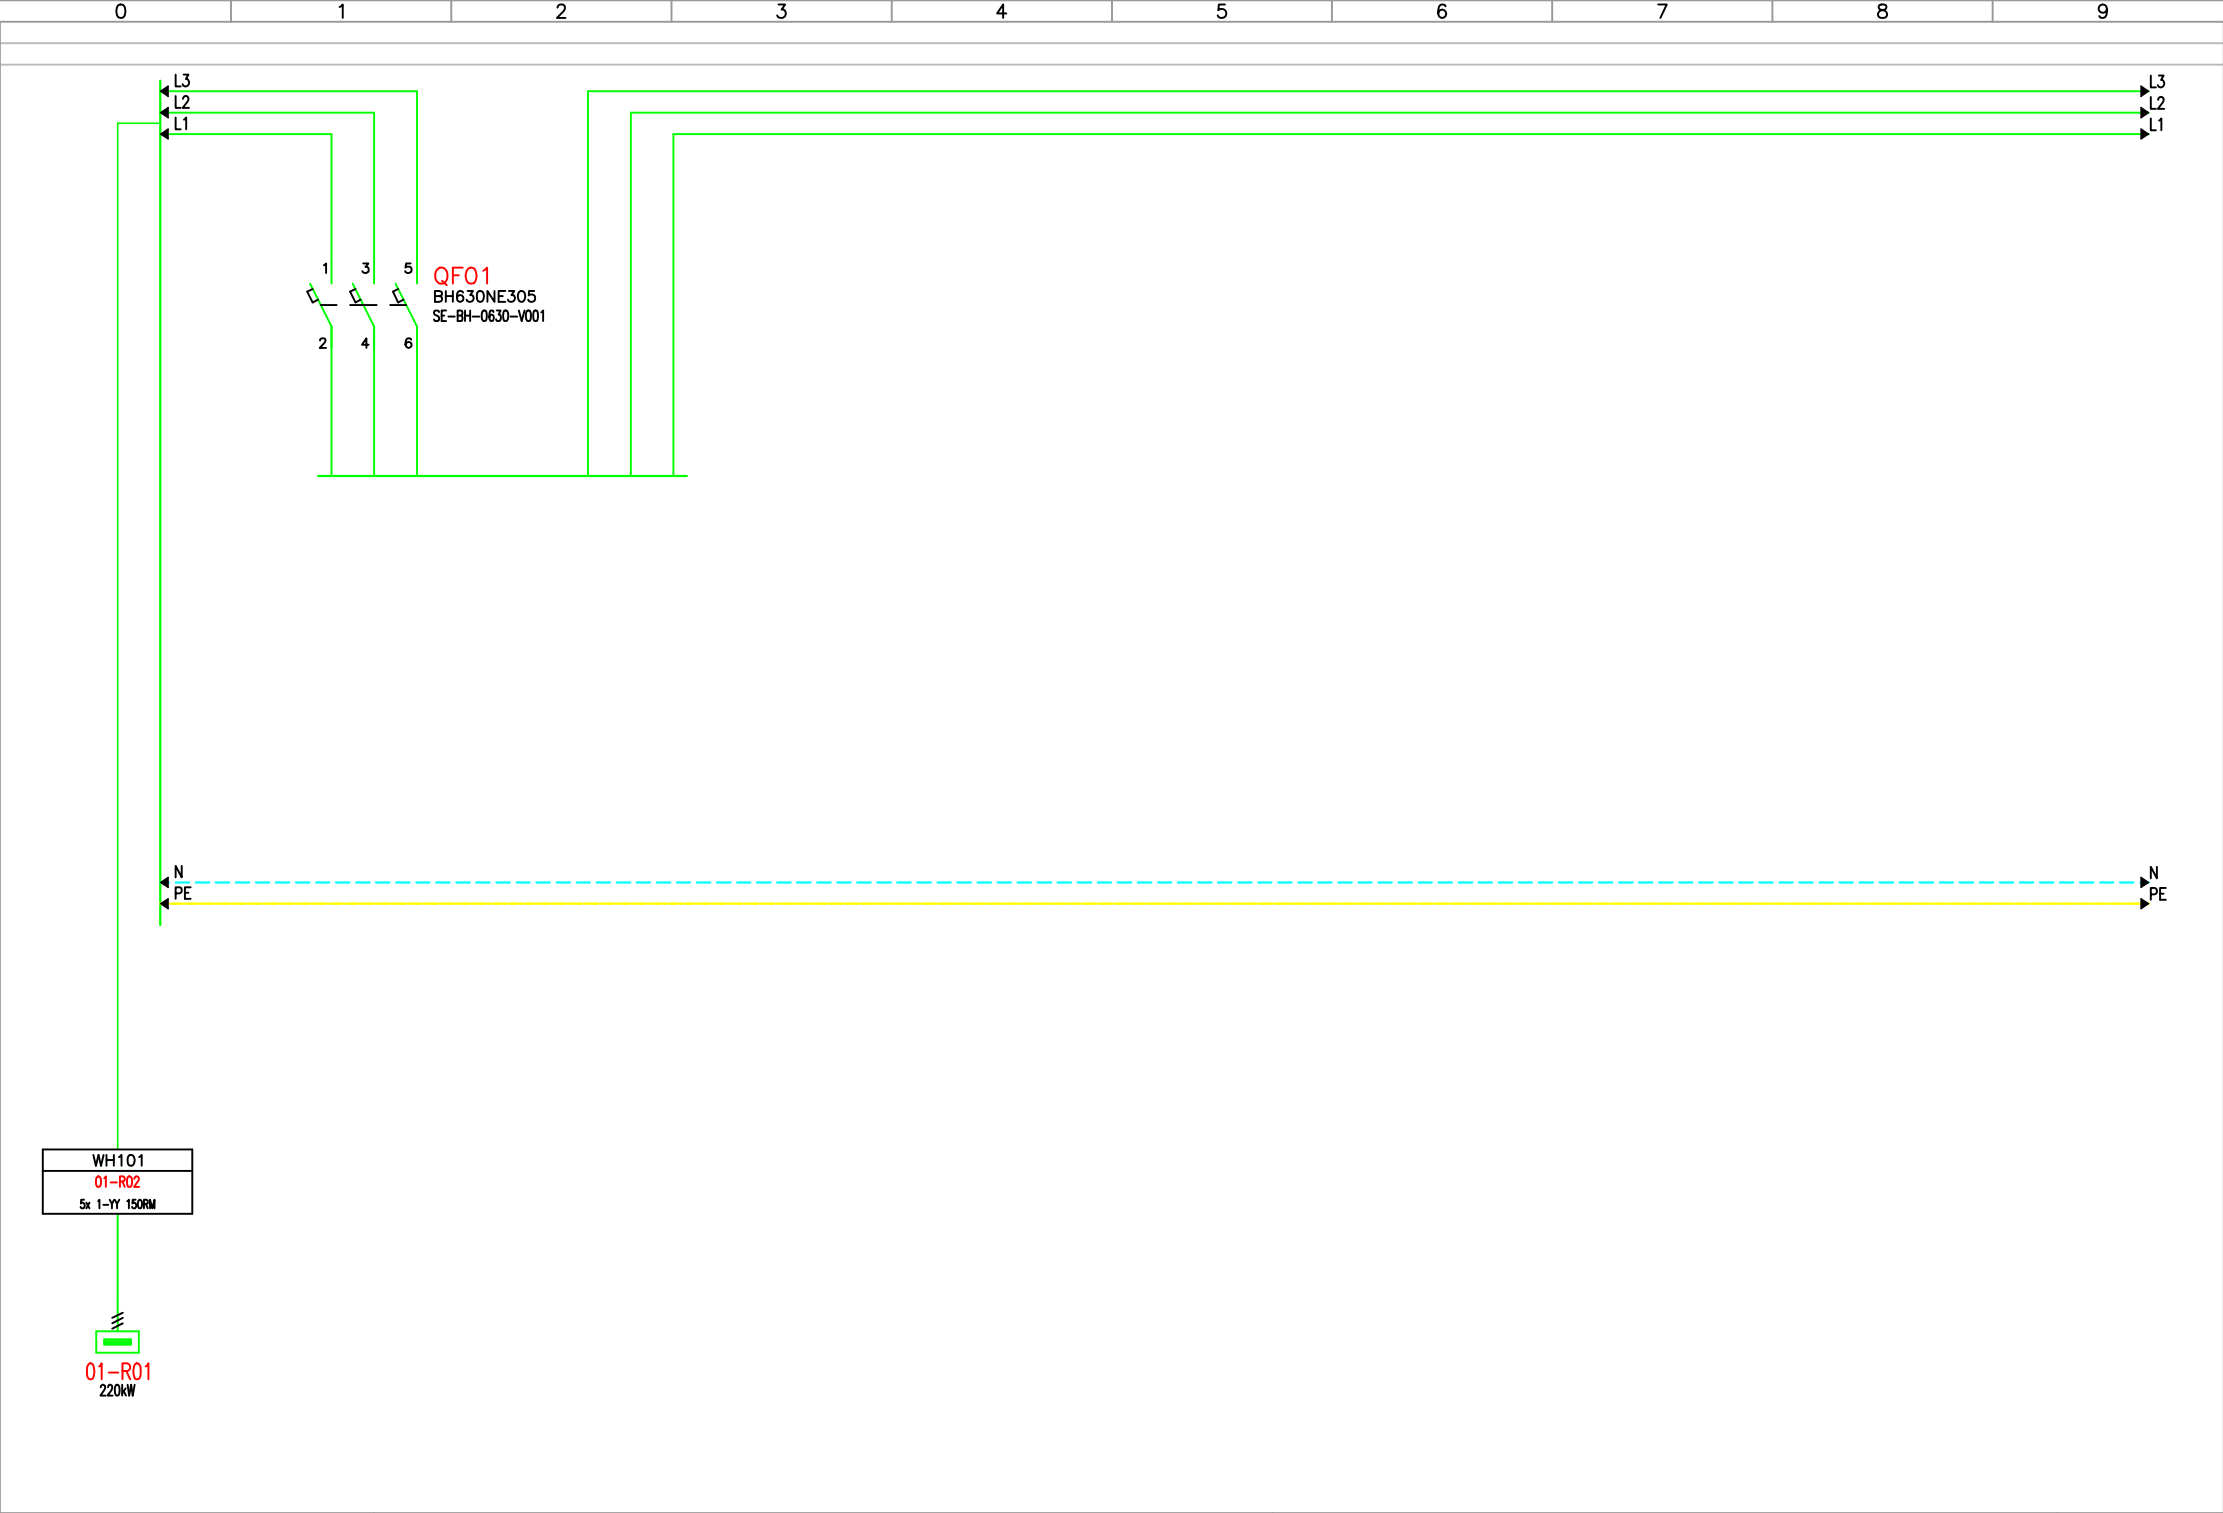 0 1 2 3 4 5 6 7 8 9
L3 L3
L2 L2
L1 L1
1 3 5 QF01
BH630NE305
SE-BH-0630-V001
2 4 6
N N
PE PE
WH101
01-R02
5x 1-YY 150RM
01-R01
220kW